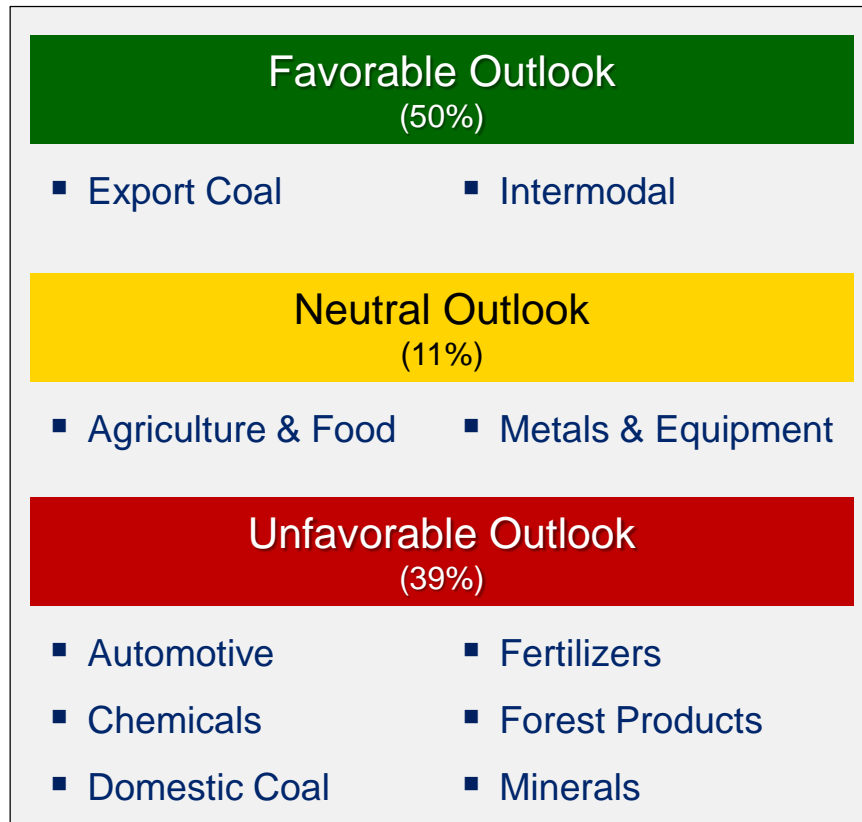 Favorable Outlook
(50%)
▪ Export Coal
▪ Intermodal
Neutral Outlook
(11%)
▪ Agriculture & Food
▪ Metals & Equipment
Unfavorable Outlook
(39%)
▪ Automotive
▪ Fertilizers
▪ Chemicals
▪ Forest Products
▪ Domestic Coal
▪ Minerals